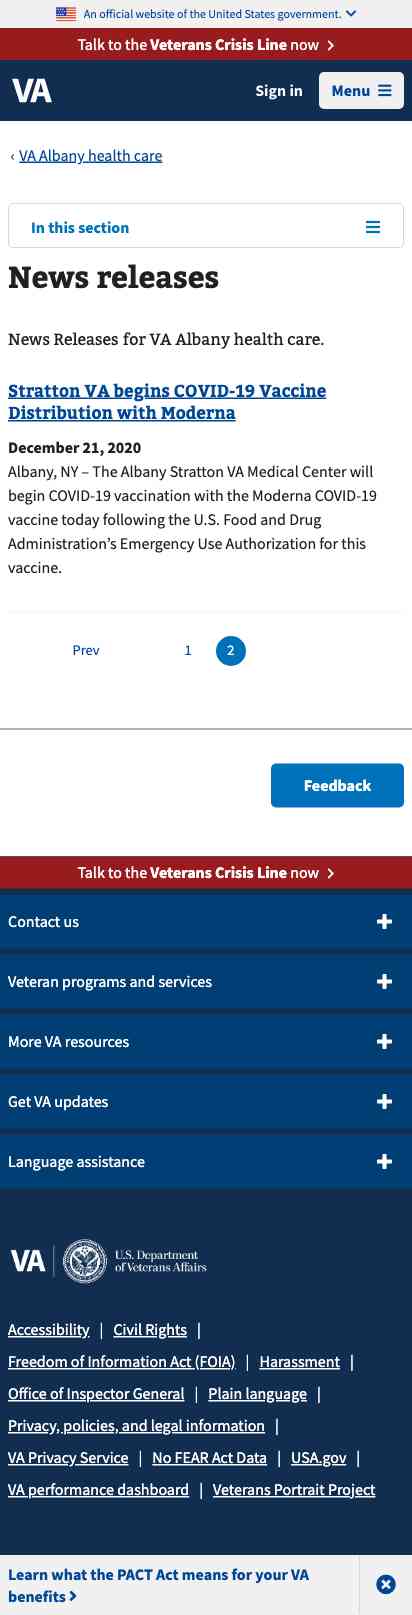 An official website of the United States government.
Talk to the Veterans Crisis Line now
VA
Sign in
Menu
‹ VA Albany health care
In this section
News releases
News Releases for VA Albany health care.
Stratton VA begins COVID-19 Vaccine
Distribution with Moderna
December 21, 2020
Albany, NY – The Albany Stratton VA Medical Center will
begin COVID-19 vaccination with the Moderna COVID-19
vaccine today following the U.S. Food and Drug
Administration’s Emergency Use Authorization for this
vaccine.
Prev 1 2
Feedback
Talk to the Veterans Crisis Line now
Contact us
Veteran programs and services
More VA resources
Get VA updates
Language assistance
VA | U.S. Department
of Veterans Affairs
Accessibility | Civil Rights |
Freedom of Information Act (FOIA) | Harassment |
Office of Inspector General | Plain language |
Privacy, policies, and legal information |
VA Privacy Service | No FEAR Act Data | USA.gov |
VA performance dashboard | Veterans Portrait Project
Learn what the PACT Act means for your VA
benefits